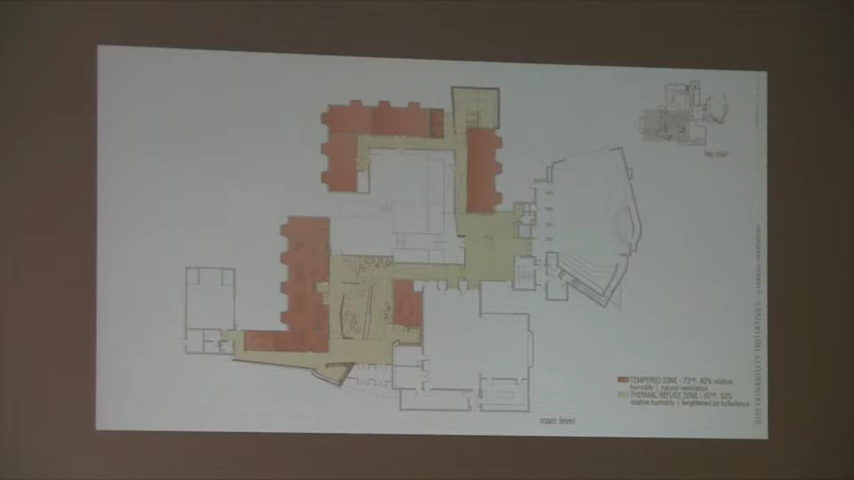 key plan
TEMPERED ZONE - 75°F, 40% relative
humidity | natural ventilation
THERMAL REFUGE ZONE - 80°F, 50%
relative humidity | heightened air turbulence
main level
SUSTAINABILITY INITIATIVES